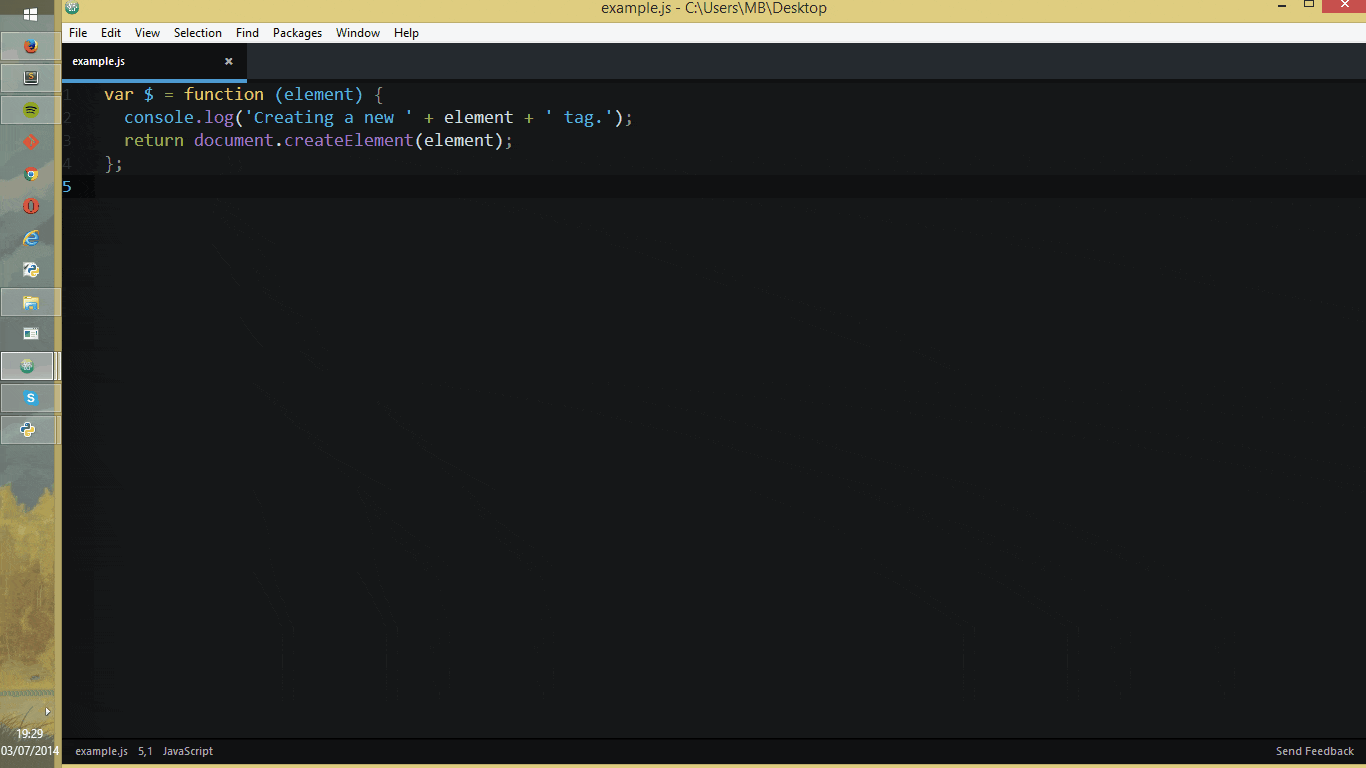 example.js - C:\Users\MB\Desktop
File Edit View Selection Find Packages Window Help
example.js
1 var $ = function (element) {
2 console.log('Creating a new ' + element + ' tag.');
3 return document.createElement(element);
4 };
5
19:29
03/07/2014
example.js 5,1 JavaScript
Send Feedback